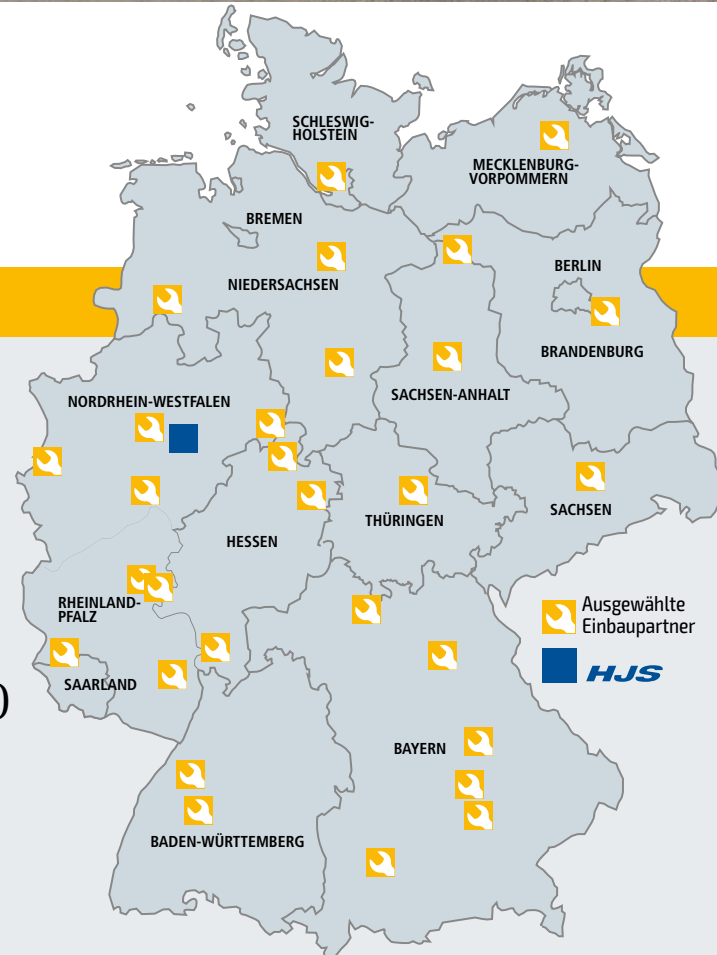 SCHLESWIG-
HOLSTEIN
MECKLENBURG-
VORPOMMERN
BREMEN
NIEDERSACHSEN
BERLIN
BRANDENBURG
SACHSEN-ANHALT
NORDRHEIN-WESTFALEN
THÜRINGEN
SACHSEN
HESSEN
RHEINLAND-
PFALZ
SAARLAND
Ausgewählte
Einbaupartner
HJS
)
BAYERN
BADEN-WÜRTTEMBERG